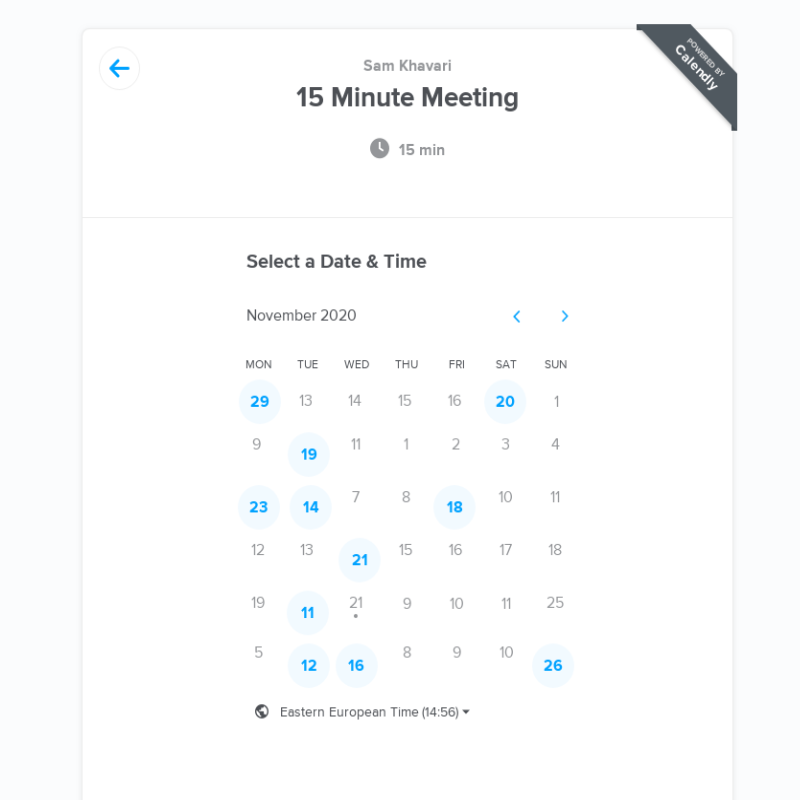 POWERED BY
Calendly
Sam Khavari
15 Minute Meeting
15 min
Select a Date & Time
November 2020
MON TUE WED THU FRI SAT SUN
29 13 14 15 16 20 1
9 19 11 1 2 3 4
23 14 7 8 18 10 11
12 13 21 15 16 17 18
19 11 21 9 10 11 25
5 12 16 8 9 10 26
Eastern European Time (14:56)